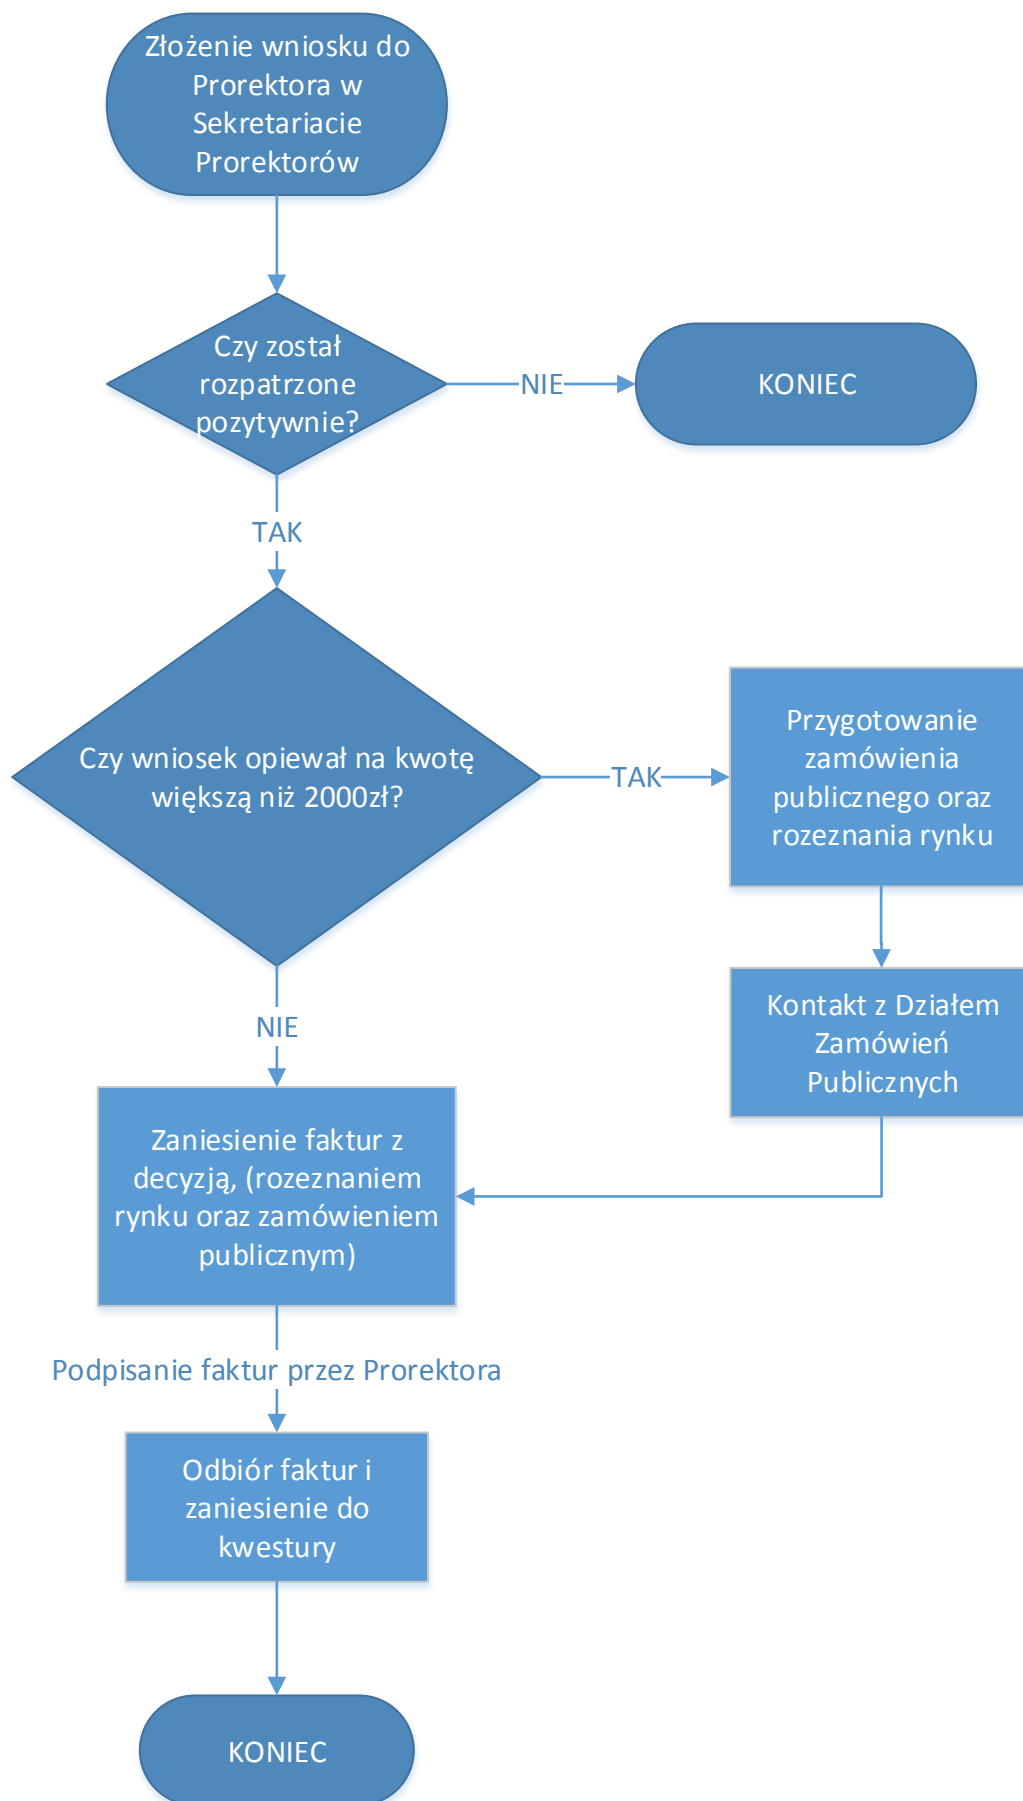 Złożenie wniosku do
Prorektora w
Sekretariacie
Prorektorów
Czy został
rozpatrzone
pozytywnie?
NIE
KONIEC
TAK
Czy wniosek opiewał na kwotę
większą niż 2000zł?
TAK
Przygotowanie
zamówienia
publicznego oraz
rozeznania rynku
Kontakt z Działem
Zamówień
Publicznych
NIE
Zaniesienie faktur z
decyzją, (rozeznaniem
rynku oraz zamówieniem
publicznym)
Podpisanie faktur przez Prorektora
Odbiór faktur i
zaniesienie do
kwestury
KONIEC